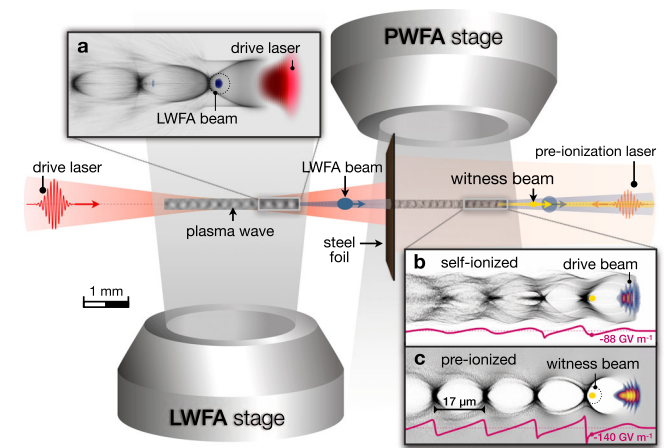 PWFA stage
a
drive laser
LWFA beam
drive laser
LWFA beam
pre-ionization laser
witness beam
plasma wave
steel
foil
1 mm
b
self-ionized
drive beam
-88 GV m-1
c
pre-ionized
witness beam
17 µm
-140 GV m-1
LWFA stage